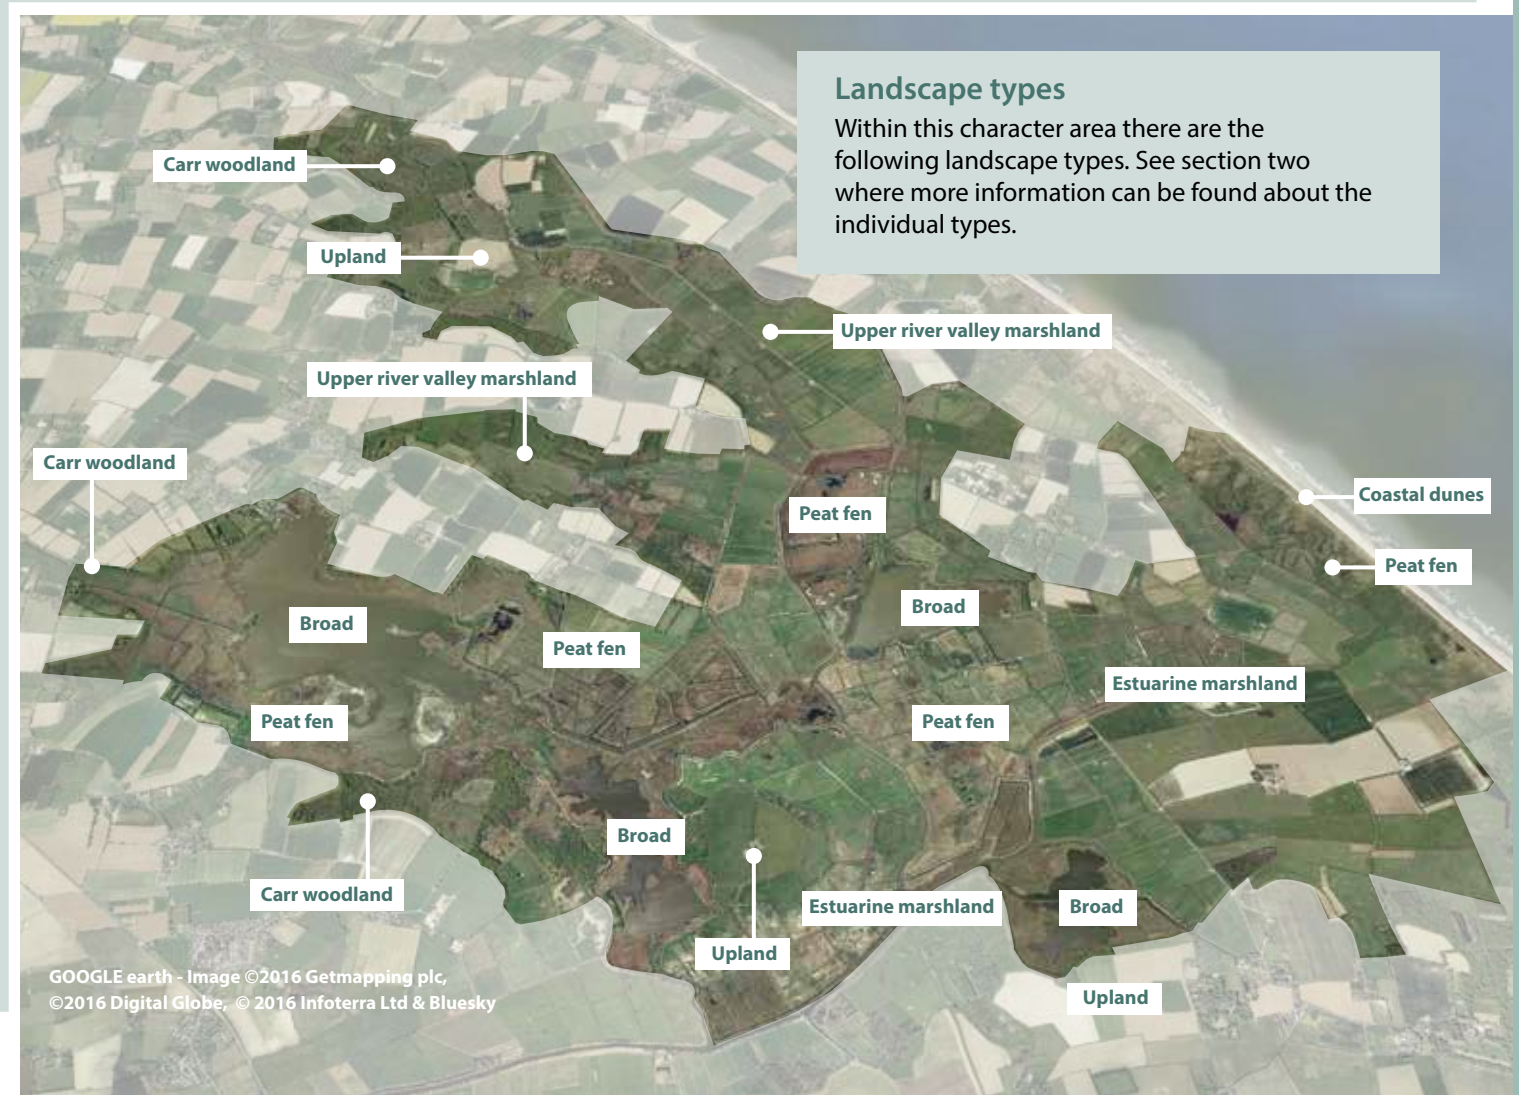 Landscape types
Within this character area there are the
following landscape types. See section two
where more information can be found about the
individual types.
Carr woodland
Upland
Upper river valley marshland
Upper river valley marshland
Carr woodland
Coastal dunes
Peat fen
Peat fen
Broad
Broad
Peat fen
Estuarine marshland
Peat fen
Peat fen
Broad
Carr woodland
Estuarine marshland
Broad
Upland
Upland
GOOGLE earth - Image ©2016 Getmapping plc,
©2016 Digital Globe, © 2016 Infoterra Ltd & Bluesky